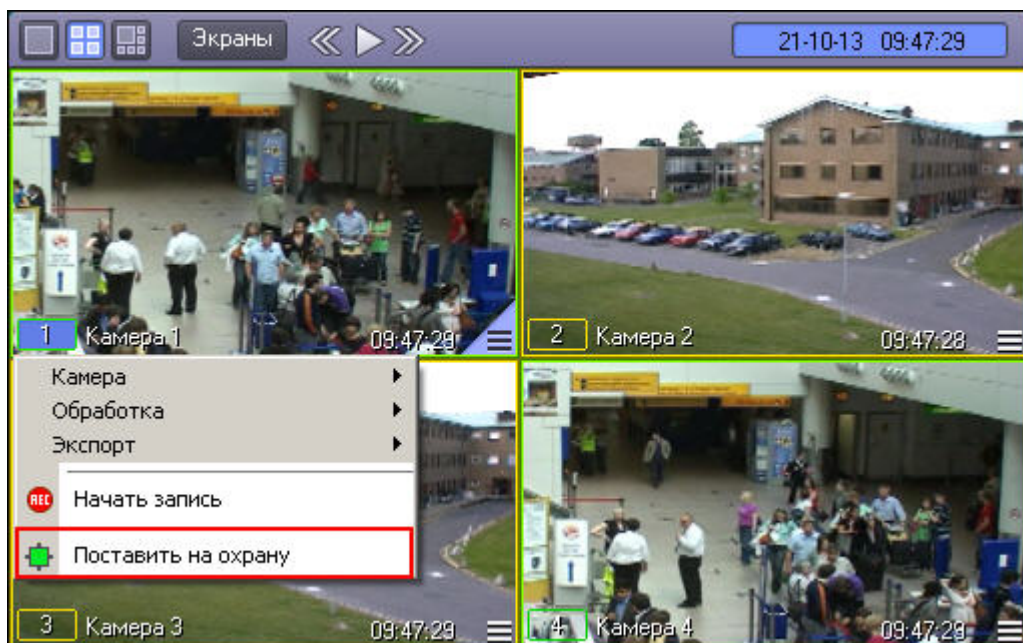 Экраны
21-10-13 09:47:29
1 Камера 1 09:47:29
2 Камера 2 09:47:28
Камера
Обработка
Экспорт
REC Начать запись
Поставить на охрану
3 Камера 3 09:47:29
4 Камера 4 09:47:29